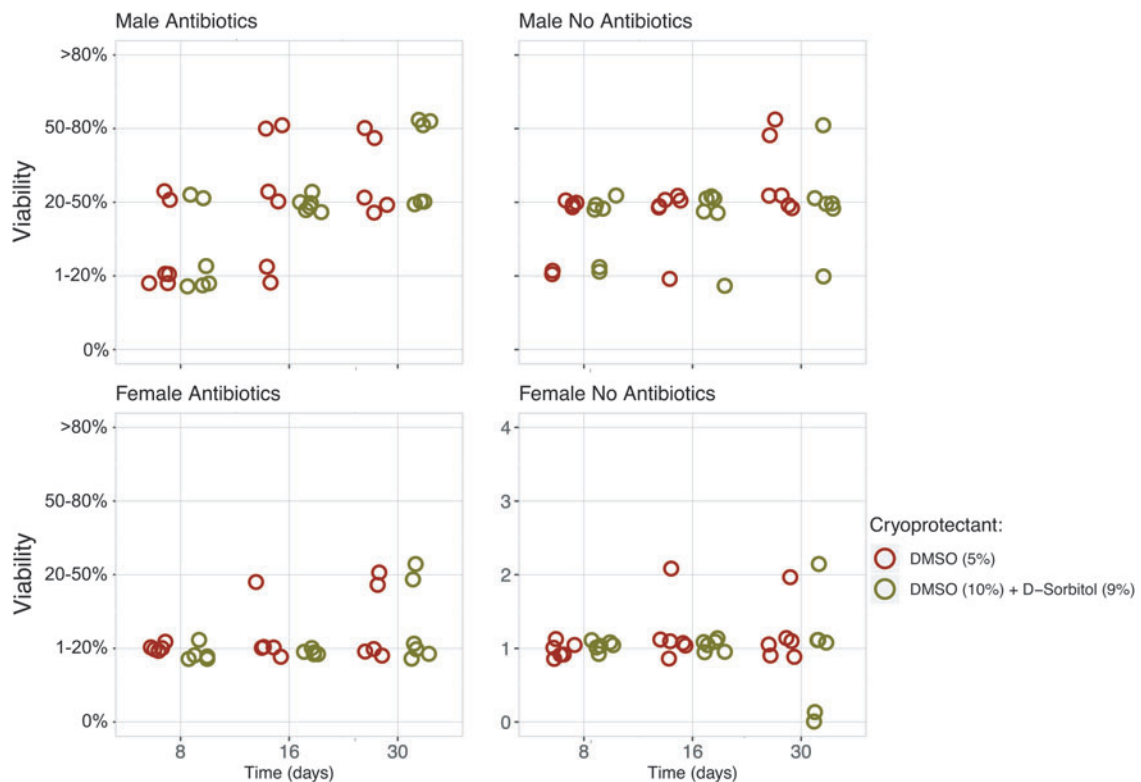 Male Antibiotics
Male No Antibiotics
Viability
>80%
50-80%
20-50%
1-20%
0%
Female Antibiotics
Female No Antibiotics
Viability
>80%
50-80%
20-50%
1-20%
0%
8
16
30
Time (days)
4
3
2
1
0
8
16
30
Time (days)
Cryoprotectant:
DMSO (5%)
DMSO (10%) + D−Sorbitol (9%)